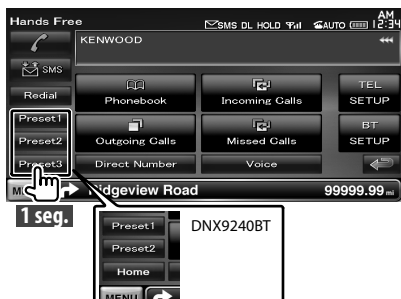 Hands Free SMS DL HOLD AUTO AM 12:34
KENWOOD
SMS
Redial
Phonebook Incoming Calls TEL SETUP
Preset1
Preset2 Outgoing Calls Missed Calls BT SETUP
Preset3 Direct Number Voice
M Ridgeview Road 99999.99 mi
1 seg.
Preset1 DNX9240BT
Preset2
Home
MENU